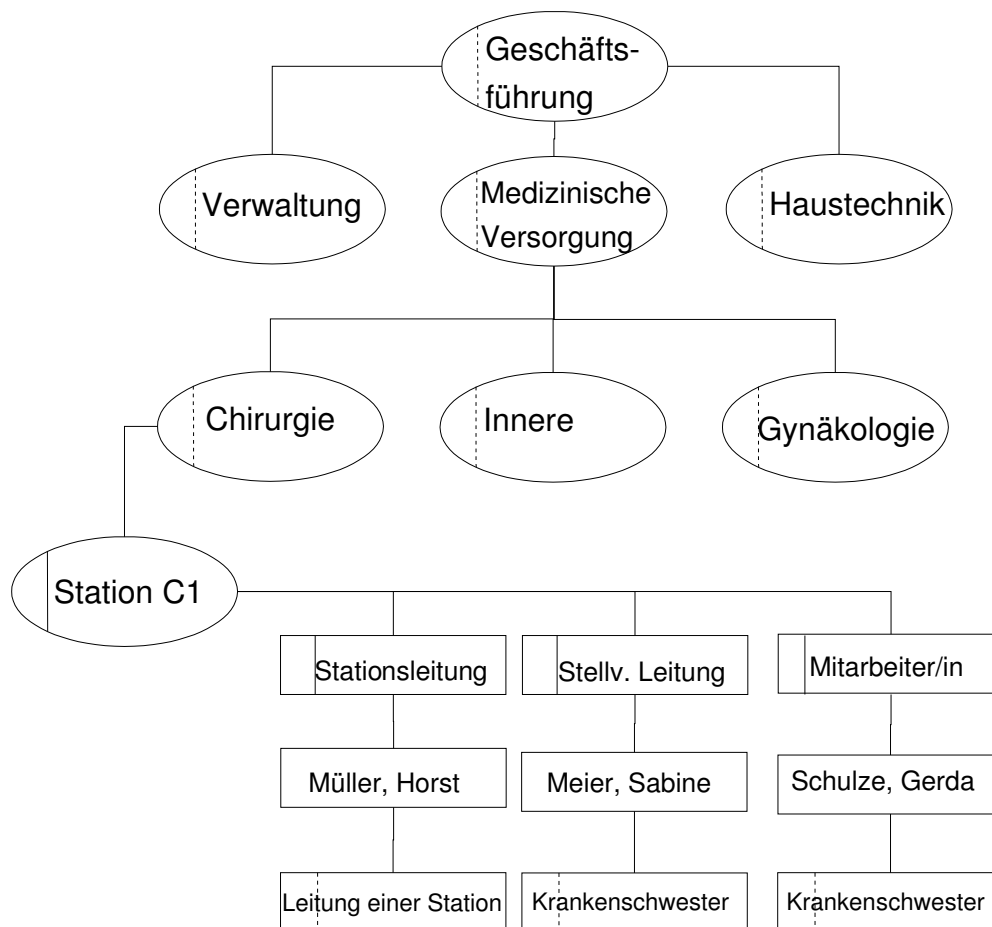 Geschäfts-
führung
Verwaltung
Medizinische
Versorgung
Haustechnik
Chirurgie
Innere
Gynäkologie
Station C1
Stationsleitung
Stellv. Leitung
Mitarbeiter/in
Müller, Horst
Meier, Sabine
Schulze, Gerda
Leitung einer Station
Krankenschwester
Krankenschwester